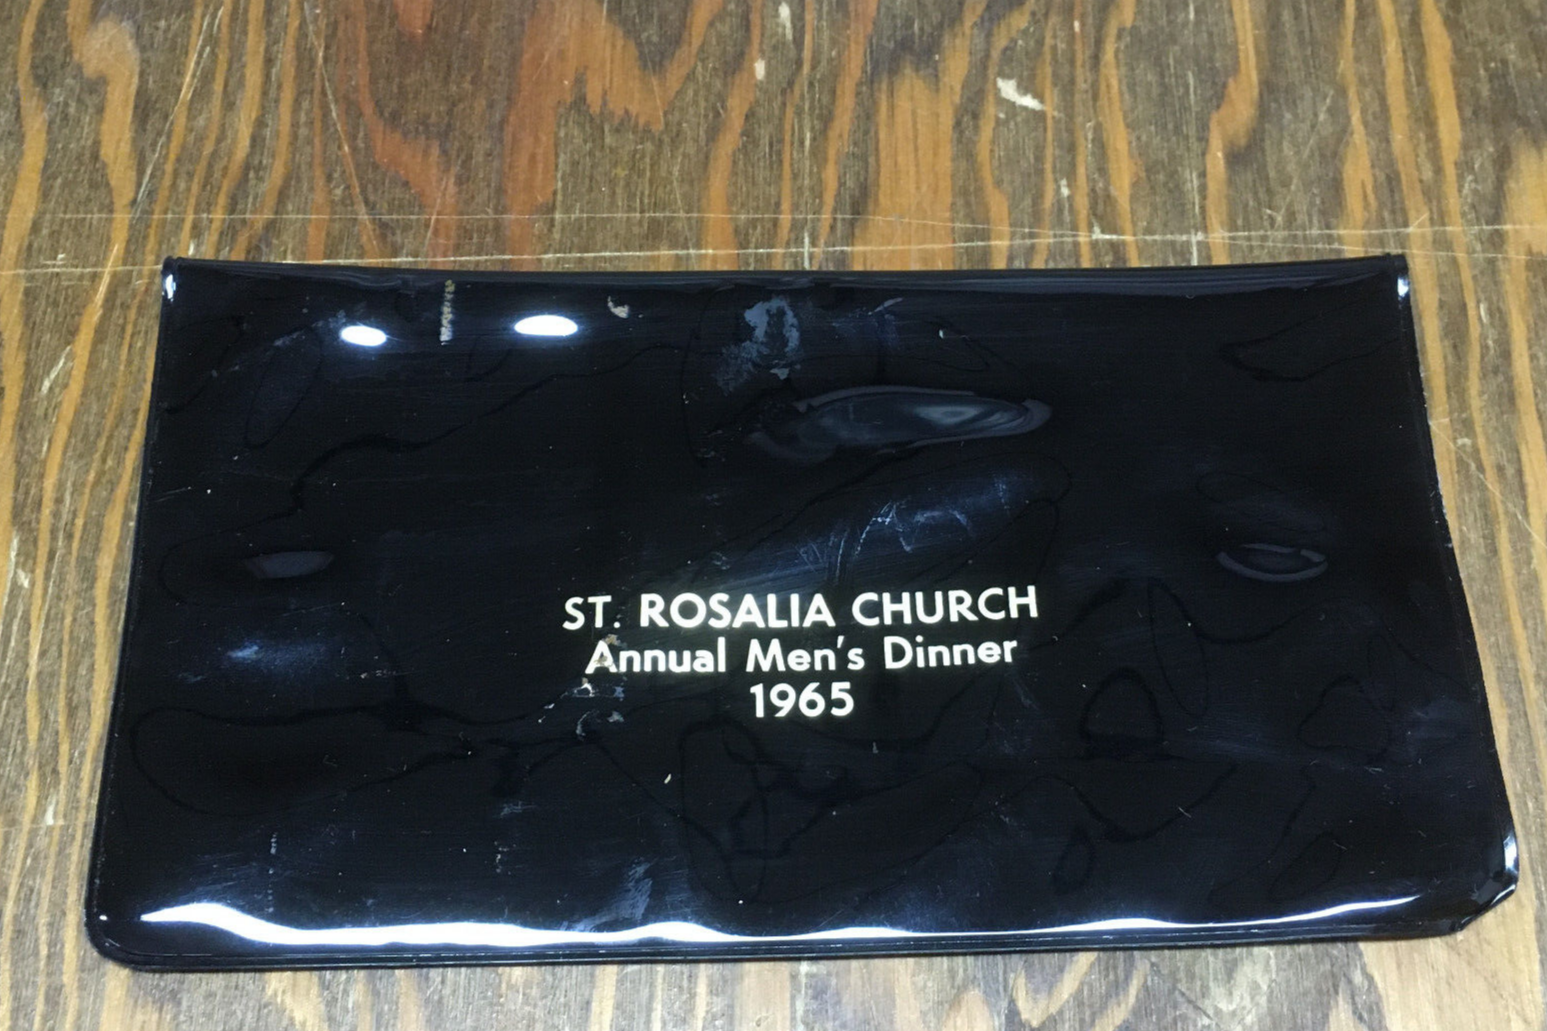 ST. ROSALIA CHURCH
Annual Men's Dinner
1965